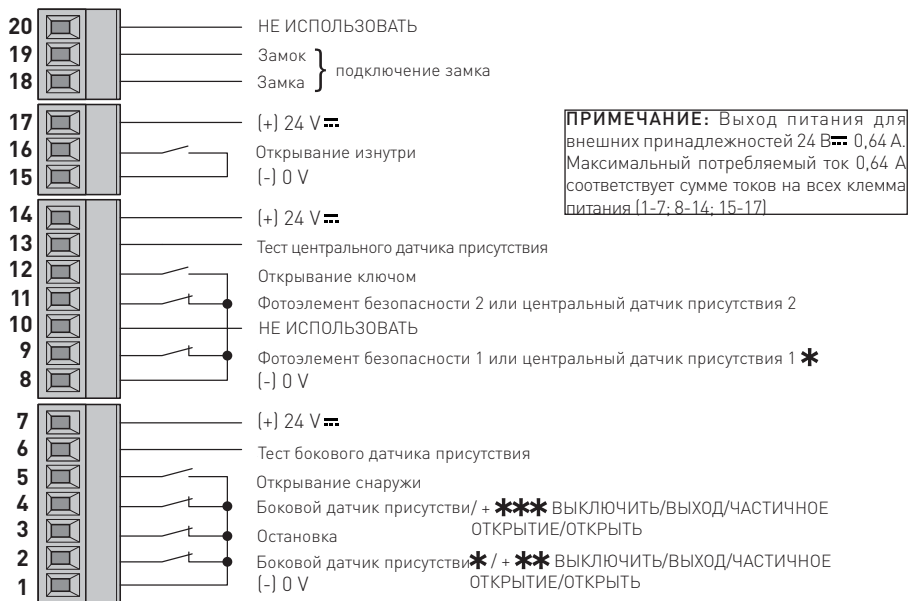 20 НЕ ИСПОЛЬЗОВАТЬ
19 Замок
18 Замка } подключение замка
17 (+) 24 V
16 Открывание изнутри
15 (-) 0 V
ПРИМЕЧАНИЕ: Выход питания для
внешних принадлежностей 24 В 0,64 А.
Максимальный потребляемый ток 0,64 А
соответствует сумме токов на всех клемма
питания (1-7; 8-14; 15-17)
14 (+) 24 V
13 Тест центрального датчика присутствия
12 Открывание ключом
11 Фотоэлемент безопасности 2 или центральный датчик присутствия 2
10 НЕ ИСПОЛЬЗОВАТЬ
9 Фотоэлемент безопасности 1 или центральный датчик присутствия 1 ✱
8 (-) 0 V
7 (+) 24 V
6 Тест бокового датчика присутствия
5 Открывание снаружи
4 Боковой датчик присутстви/ + ✱✱✱ ВЫКЛЮЧИТЬ/ВЫХОД/ЧАСТИЧНОЕ
ОТКРЫТИЕ/ОТКРЫТЬ
3 Остановка
2 Боковой датчик присутстви✱ / + ✱✱ ВЫКЛЮЧИТЬ/ВЫХОД/ЧАСТИЧНОЕ
ОТКРЫТИЕ/ОТКРЫТЬ
1 (-) 0 V